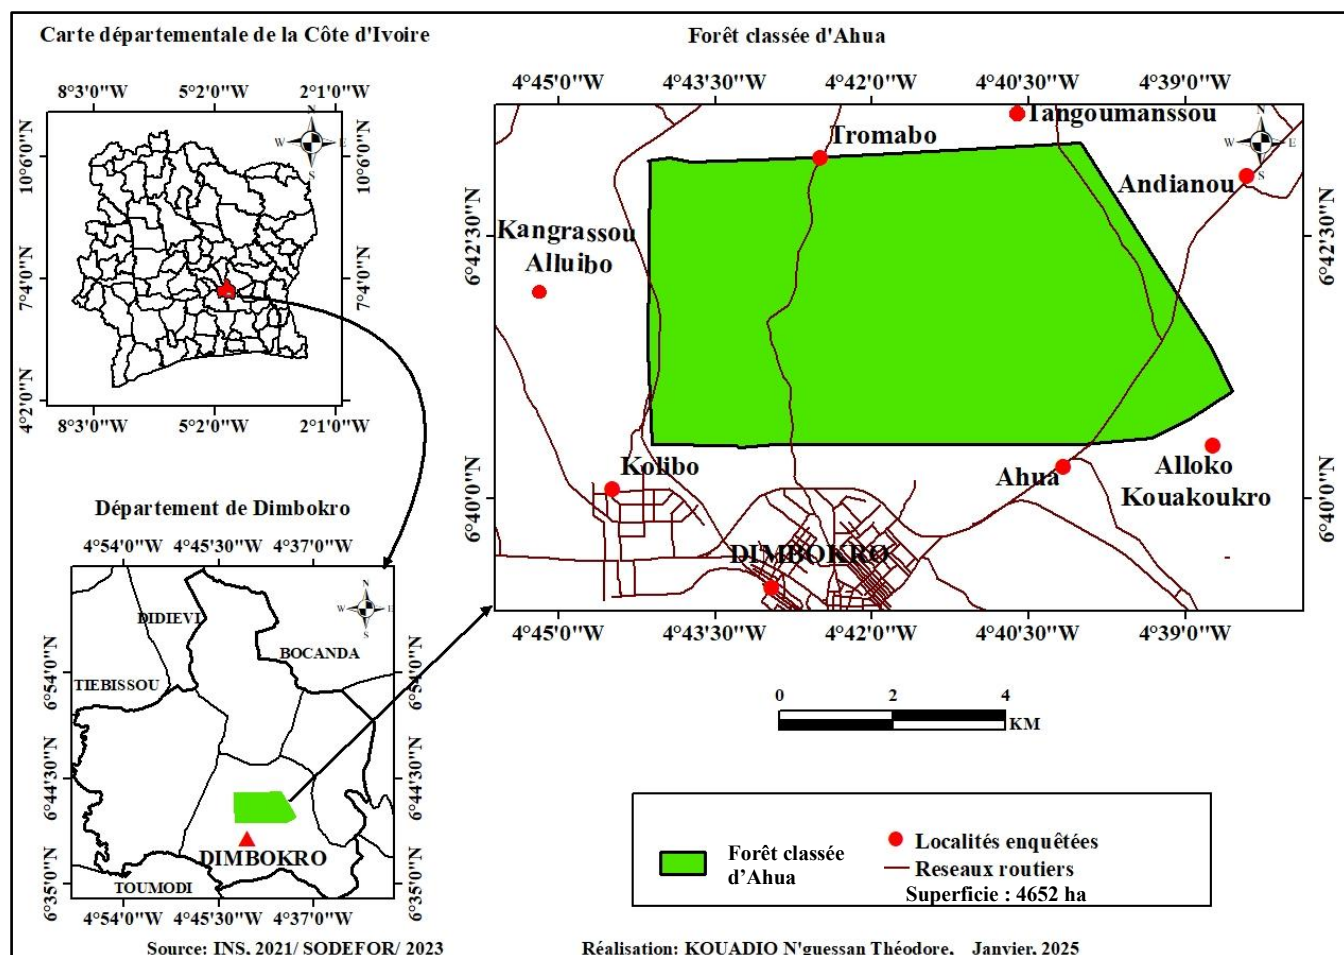 Carte départementale de la Côte d'Ivoire
8°3'0"W 5°2'0"W 2°1'0"W
N
W E
S
10°6'0"N 10°6'0"N
7°4'0"N 7°4'0"N
4°2'0"N 4°2'0"N
8°3'0"W 5°2'0"W 2°1'0"W
Forêt classée d'Ahua
4°45'0"W 4°43'30"W 4°42'0"W 4°40'30"W 4°39'0"W
Tangoumanssou
N
W E
S
Tromabo
Andianou
Kangrassou
Alluibo
6°42'30"N 6°42'30"N
Kolibo
Ahua
Alloko
Kouakoukro
6°40'0"N 6°40'0"N
DIMBOKRO
4°45'0"W 4°43'30"W 4°42'0"W 4°40'30"W 4°39'0"W
0 2 4
KM
Département de Dimbokro
4°54'0"W 4°45'30"W 4°37'0"W
N
W E
S
DIDIEVI
BOCANDA
TIEBISSOU
6°54'0"N 6°54'0"N
6°44'30"N 6°44'30"N
DIMBOKRO
TOUMODI
6°35'0"N 6°35'0"N
4°54'0"W 4°45'30"W 4°37'0"W
Forêt classée
d'Ahua
Localités enquêtées
Reseaux routiers
Superficie : 4652 ha
Source: INS, 2021/ SODEFOR/ 2023
Réalisation: KOUADIO N'guessan Théodore, Janvier, 2025